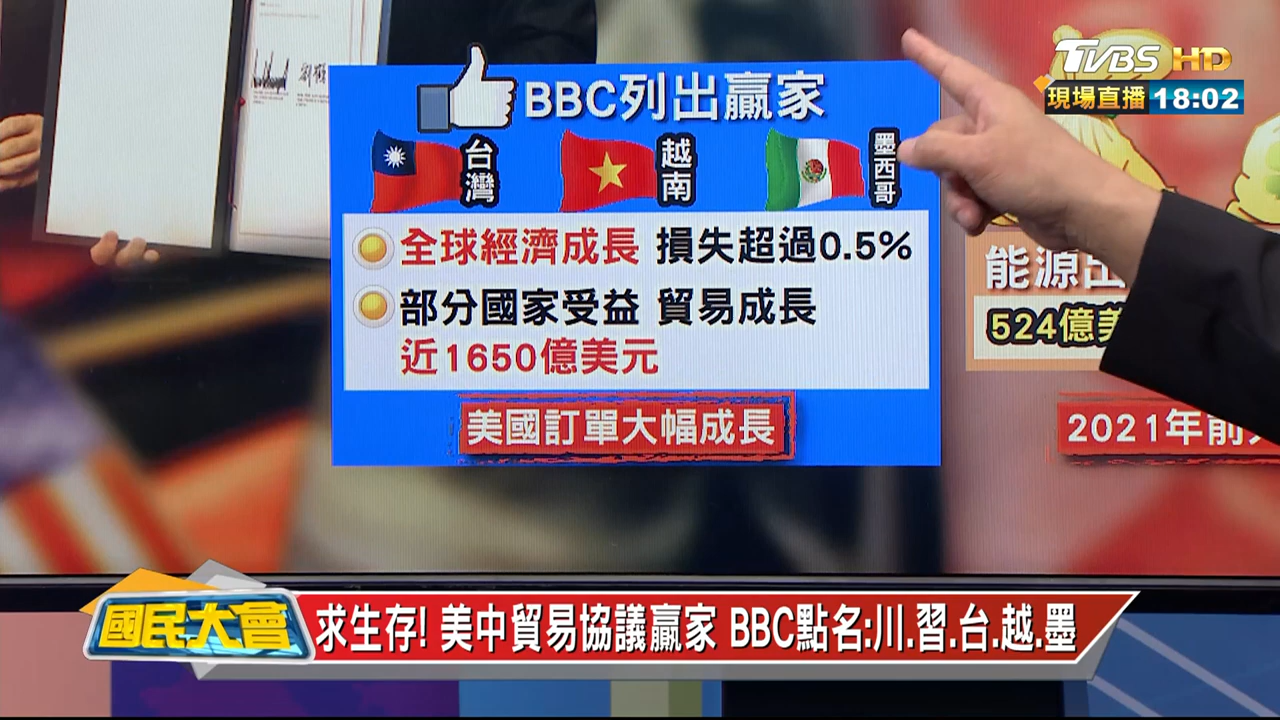 TVBS HD
現場直播 18:02
BBC列出贏家
台灣
越南
墨西哥
全球經濟成長 損失超過0.5%
部分國家受益 貿易成長
近1650億美元
美國訂單大幅成長
能源出
524億美
2021年前
國民大會
求生存! 美中貿易協議贏家 BBC點名:川.習.台.越.墨